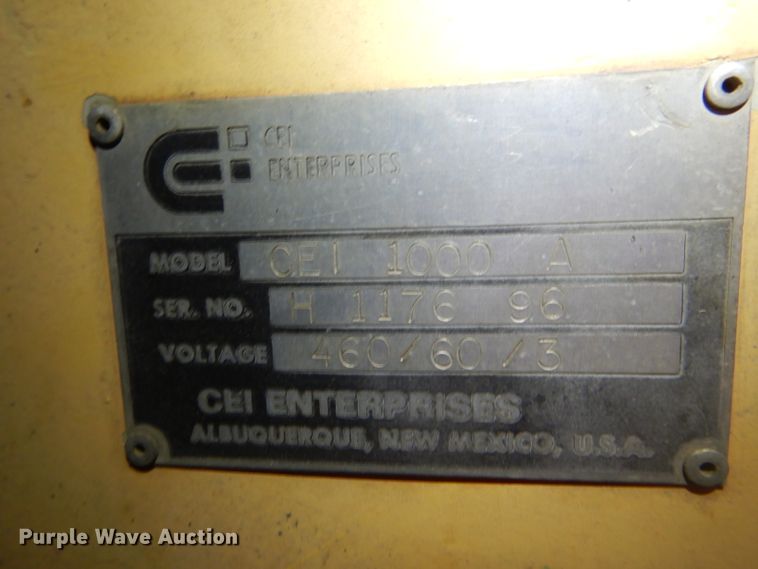 CEI
ENTERPRISES
MODEL CEI 1000 A
SER. NO. H 1176 96
VOLTAGE 460/60/3
CEI ENTERPRISES
ALBUQUERQUE, NEW MEXICO, U.S.A.
Purple Wave Auction